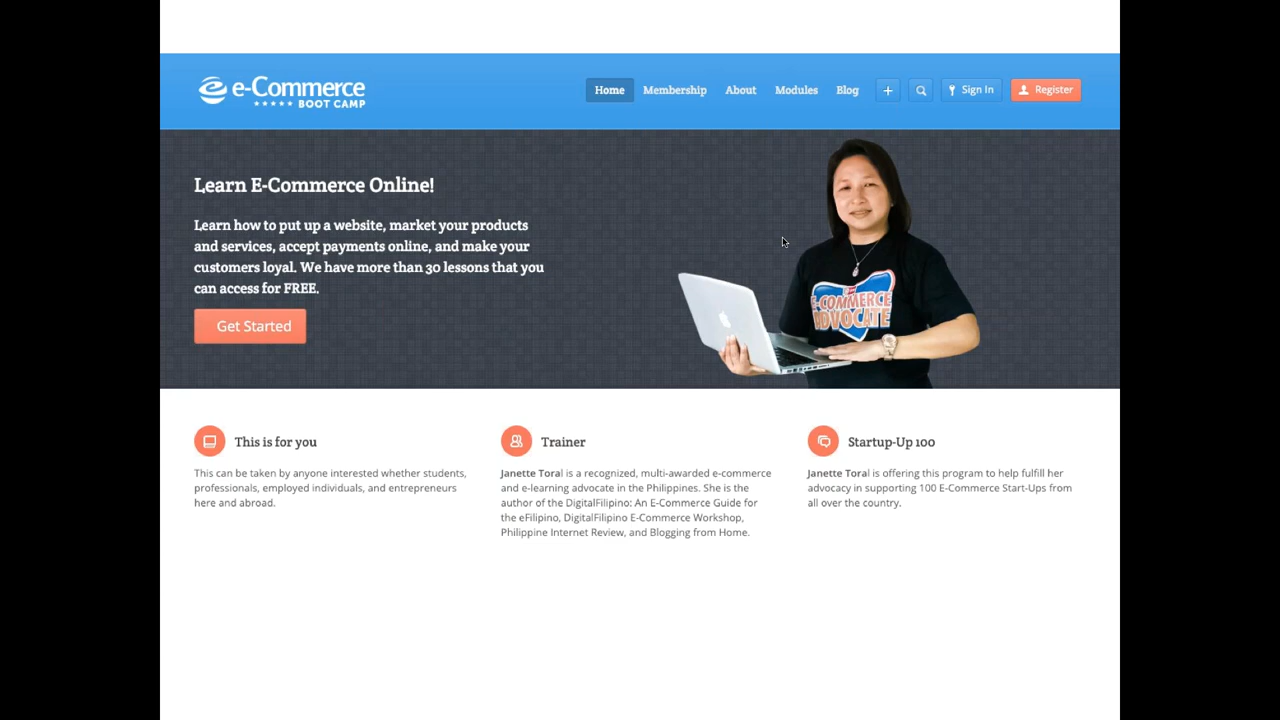 e-Commerce
BOOT CAMP
Home
Membership
About
Modules
Blog
Sign In
Register
Learn E-Commerce Online!
Learn how to put up a website, market your products
and services, accept payments online, and make your
customers loyal. We have more than 30 lessons that you
can access for FREE.
Get Started
E-COMMERCE
ADVOCATE
This is for you
This can be taken by anyone interested whether students,
professionals, employed individuals, and entrepreneurs
here and abroad.
Trainer
Janette Toral is a recognized, multi-awarded e-commerce
and e-learning advocate in the Philippines. She is the
author of the DigitalFilipino: An E-Commerce Guide for
the eFilipino, DigitalFilipino E-Commerce Workshop,
Philippine Internet Review, and Blogging from Home.
Startup-Up 100
Janette Toral is offering this program to help fulfill her
advocacy in supporting 100 E-Commerce Start-Ups from
all over the country.